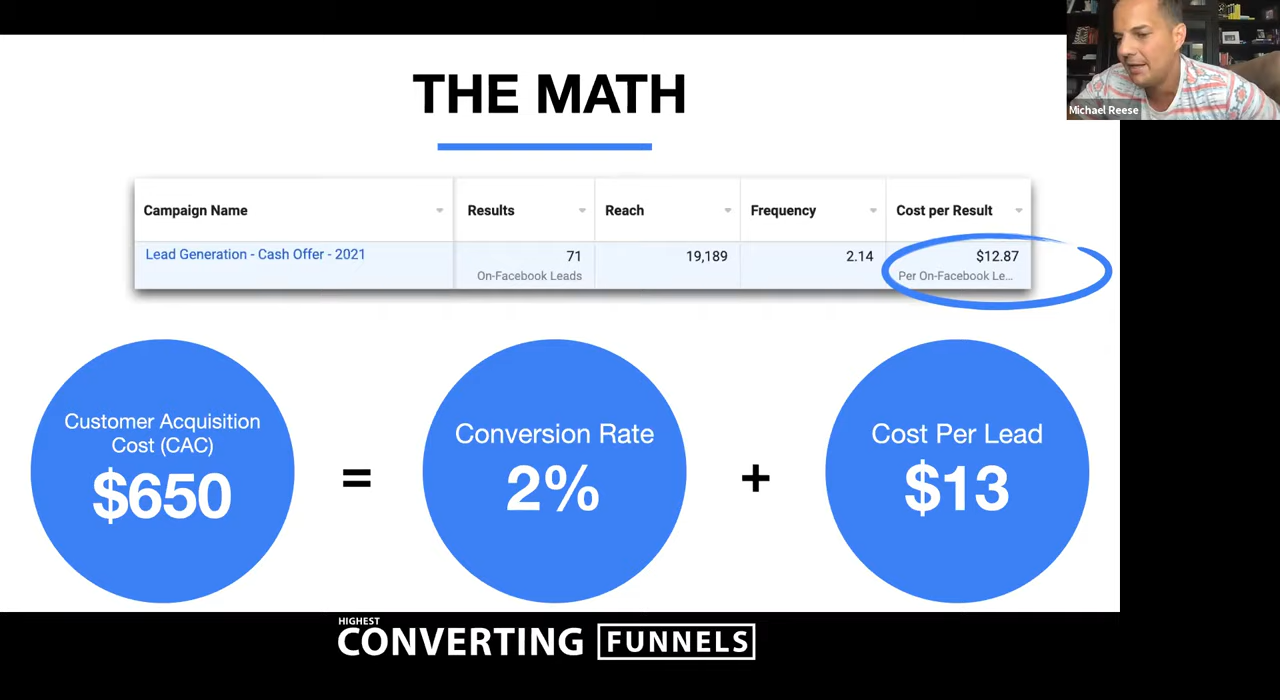 THE MATH
Michael Reese
Campaign Name Results Reach Frequency Cost per Result
Lead Generation - Cash Offer - 2021 71 19,189 2.14 $12.87
On-Facebook Leads Per On-Facebook Le...
Customer Acquisition
Cost (CAC)
$650
=
Conversion Rate
2%
+
Cost Per Lead
$13
HIGHEST
CONVERTING FUNNELS